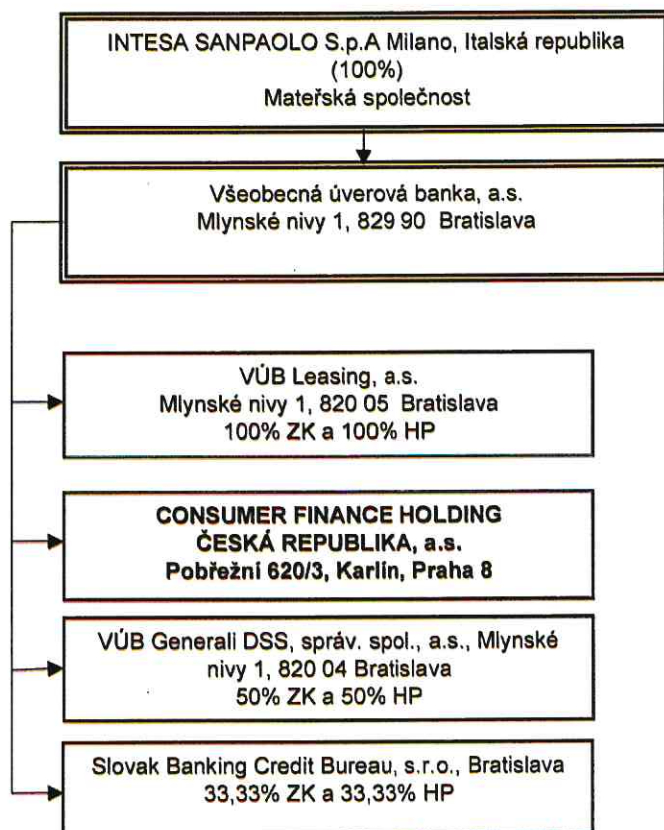 INTESA SANPAOLO S.p.A Milano, Italská republika
(100%)
Mateřská společnost
Všeobecná úverová banka, a.s.
Mlynské nivy 1, 829 90 Bratislava
VÚB Leasing, a.s.
Mlynské nivy 1, 820 05 Bratislava
100% ZK a 100% HP
CONSUMER FINANCE HOLDING
ČESKÁ REPUBLIKA, a.s.
Pobřežní 620/3, Karlín, Praha 8
VÚB Generali DSS, správ. spol., a.s., Mlynské
nivy 1, 820 04 Bratislava
50% ZK a 50% HP
Slovak Banking Credit Bureau, s.r.o., Bratislava
33,33% ZK a 33,33% HP